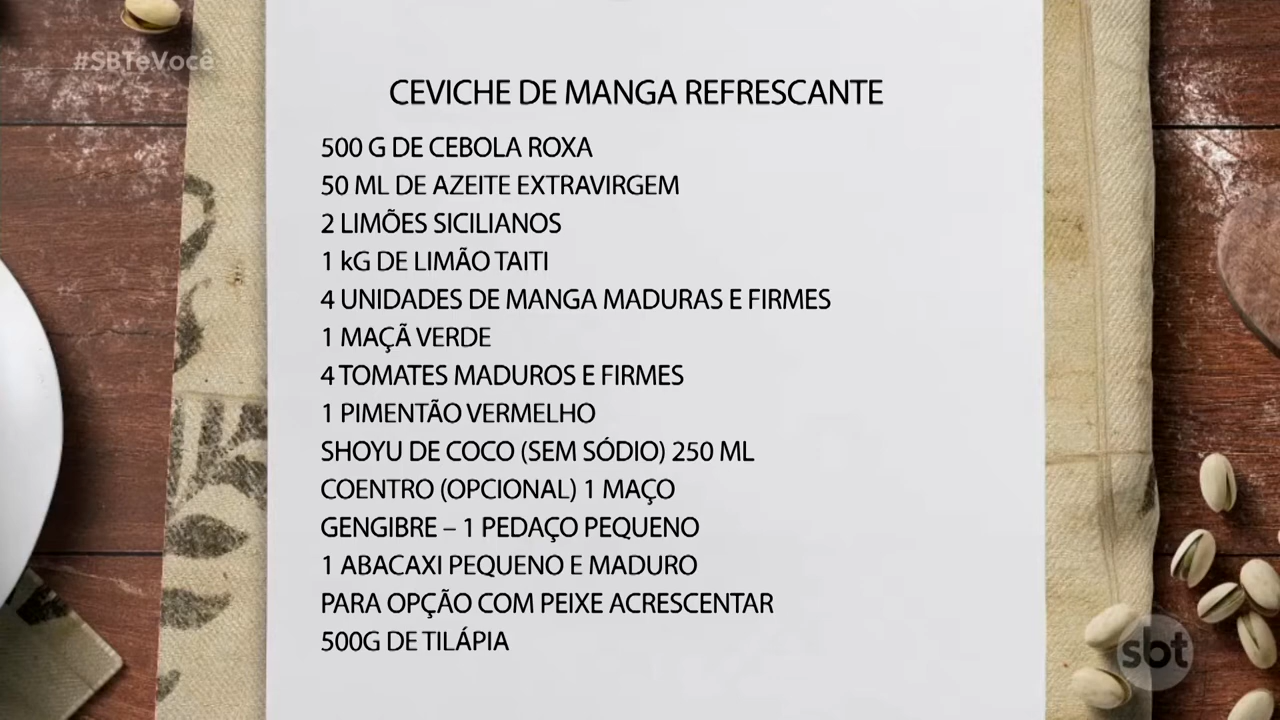 #SBTeVocê
CEVICHE DE MANGA REFRESCANTE
500 G DE CEBOLA ROXA
50 ML DE AZEITE EXTRAVIRGEM
2 LIMÕES SICILIANOS
1 kG DE LIMÃO TAITI
4 UNIDADES DE MANGA MADURAS E FIRMES
1 MAÇÃ VERDE
4 TOMATES MADUROS E FIRMES
1 PIMENTÃO VERMELHO
SHOYU DE COCO (SEM SÓDIO) 250 ML
COENTRO (OPCIONAL) 1 MAÇO
GENGIBRE – 1 PEDAÇO PEQUENO
1 ABACAXI PEQUENO E MADURO
PARA OPÇÃO COM PEIXE ACRESCENTAR
500G DE TILÁPIA
sbt